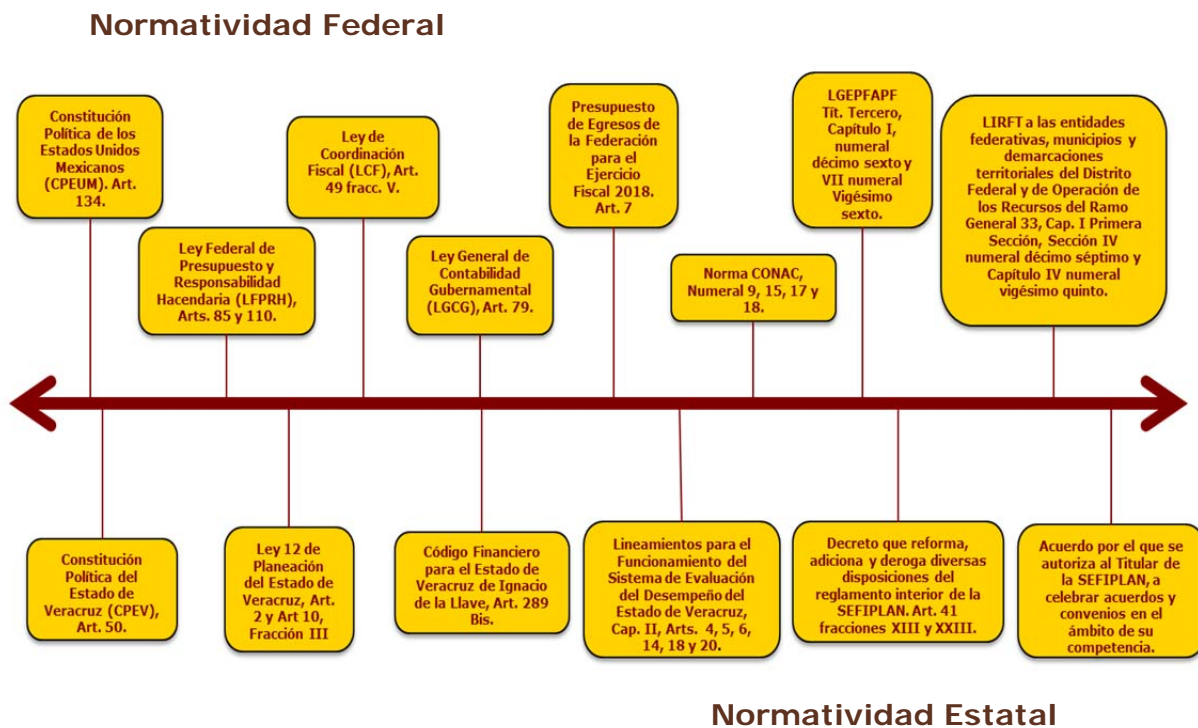 Normatividad Federal
Constitución
Política de los
Estados Unidos
Mexicanos
(CPEUM). Art.
134.
Ley Federal de
Presupuesto y
Responsabilidad
Hacendaria (LFPRH),
Arts. 85 y 110.
Ley de
Coordinación
Fiscal (LCF), Art.
49 fracc. V.
Ley General de
Contabilidad
Gubernamental
(LGCG), Art. 79.
Presupuesto
de Egresos de
la Federación
para el
Ejercicio
Fiscal 2018.
Art. 7
Norma CONAC,
Numeral 9, 15, 17 y
18.
LGEPFAPF
Tít. Tercero,
Capítulo I,
numeral
décimo sexto y
VII numeral
Vigésimo
sexto.
LIRFT a las entidades
federativas, municipios y
demarcaciones
territoriales del Distrito
Federal y de Operación de
los Recursos del Ramo
General 33, Cap. I Primera
Sección, Sección IV
numeral décimo séptimo y
Capítulo IV numeral
vigésimo quinto.
Constitución
Política del
Estado de
Veracruz (CPEV),
Art. 50.
Ley 12 de
Planeación
del Estado de
Veracruz, Art.
2 y Art 10,
Fracción III
Código Financiero
para el Estado de
Veracruz de Ignacio
de la Llave, Art. 289
Bis.
Lineamientos para el
Funcionamiento del
Sistema de Evaluación
del Desempeño del
Estado de Veracruz,
Cap. II, Arts. 4, 5, 6,
14, 18 y 20.
Decreto que reforma,
adiciona y deroga diversas
disposiciones del
reglamento interior de la
SEFIPLAN. Art. 41
fracciones XIII y XXIII.
Acuerdo por el que se
autoriza al Titular de
la SEFIPLAN, a
celebrar acuerdos y
convenios en el
ámbito de su
competencia.
Normatividad Estatal